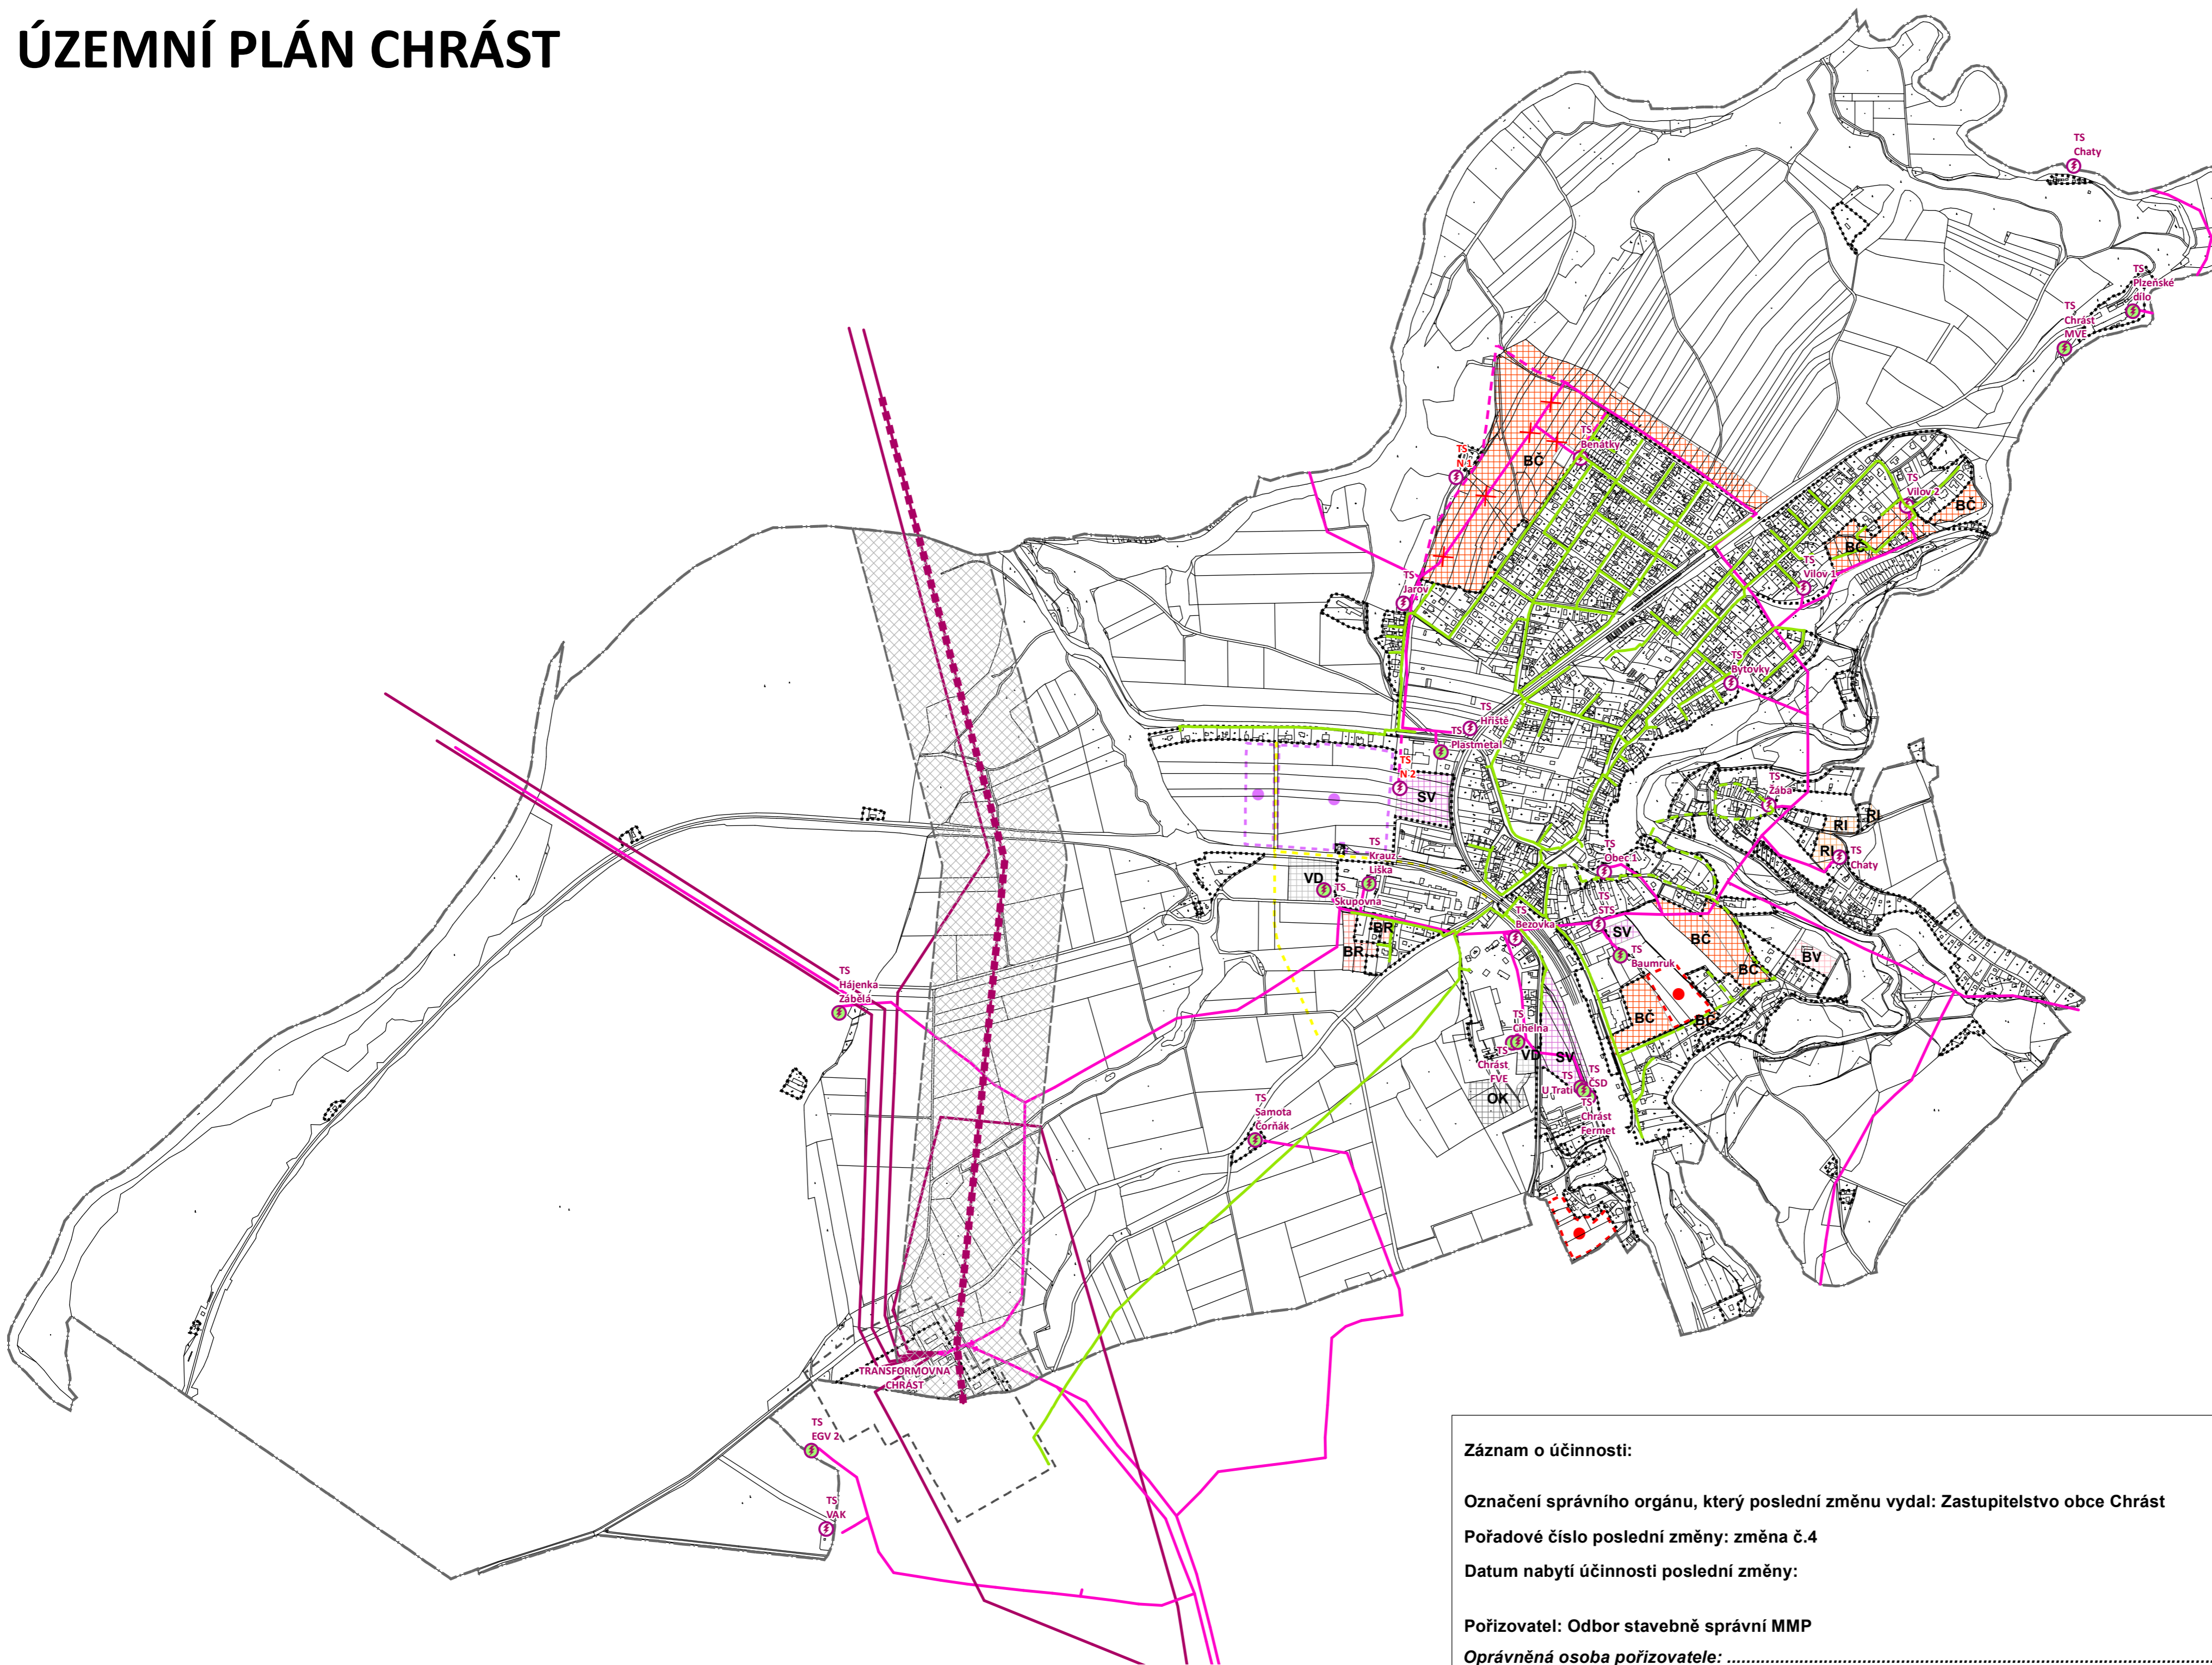 ÚZEMNÍ PLÁN CHRÁST
TS
Chaty
TS
Plzeňské
dílo
TS
Chrást
MVE
TS
Benátky
TS
N 1
BČ
TS
Vilov 2
BČ
BČ
TS
Vilov 1
TS
Jarov
TS
Bytovky
TS
Hřiště
TS
Plastmetal
TS
N 2
SV
TS
Žába
RI
RI
RI
TS
Chaty
TS
Obec 1
TS
Krauz
Liška
VD
TS
Skupovna
BR
BR
TS
Bezovka
TS
STS
SV
TS
Baumruk
BČ
BČ
BV
BČ
BČ
TS
Hájenka
Zábělá
TS
Cihelna
VD
SV
TS
Chrást
FVE
OK
TS
U Trati
TS
ČSD
TS
Chrást
Fermet
TS
Samota
Čorňák
TRANSFORMOVNA
CHRÁST
TS
EGV 2
TS
VAK
Záznam o účinnosti:
Označení správního orgánu, který poslední změnu vydal: Zastupitelstvo obce Chrást
Pořadové číslo poslední změny: změna č.4
Datum nabytí účinnosti poslední změny:
Pořizovatel: Odbor stavebně správní MMP
Oprávněná osoba pořizovatele: ........................................................................................................